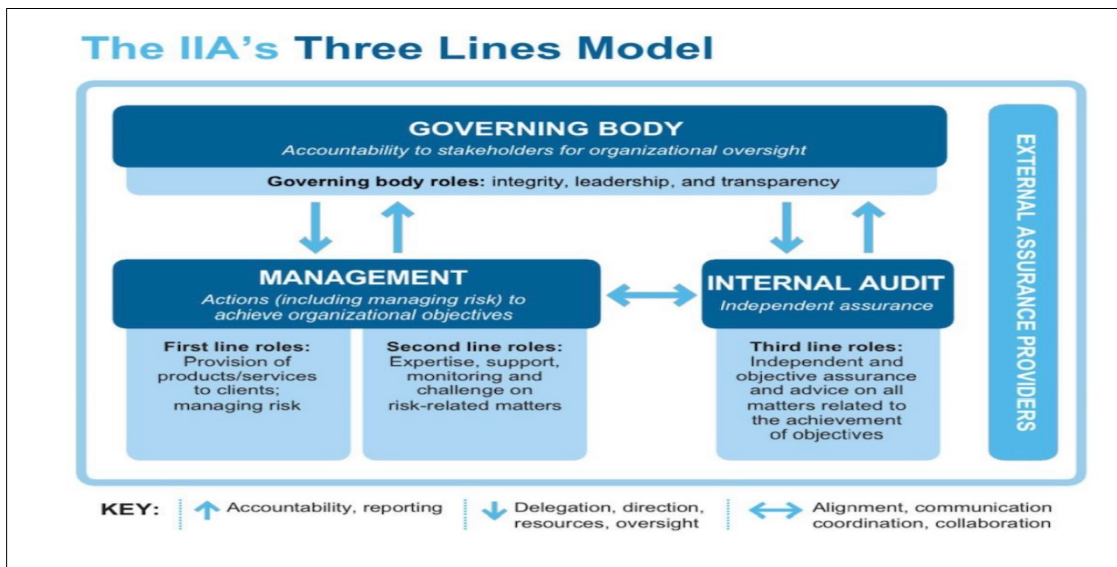 The IIA's Three Lines Model
GOVERNING BODY
Accountability to stakeholders for organizational oversight
Governing body roles: integrity, leadership, and transparency
MANAGEMENT
Actions (including managing risk) to
achieve organizational objectives
First line roles:
Provision of
products/services
to clients;
managing risk
Second line roles:
Expertise, support,
monitoring and
challenge on
risk-related matters
INTERNAL AUDIT
Independent assurance
Third line roles:
Independent and
objective assurance
and advice on all
matters related to
the achievement
of objectives
EXTERNAL ASSURANCE PROVIDERS
KEY:
Accountability, reporting
Delegation, direction,
resources, oversight
Alignment, communication
coordination, collaboration